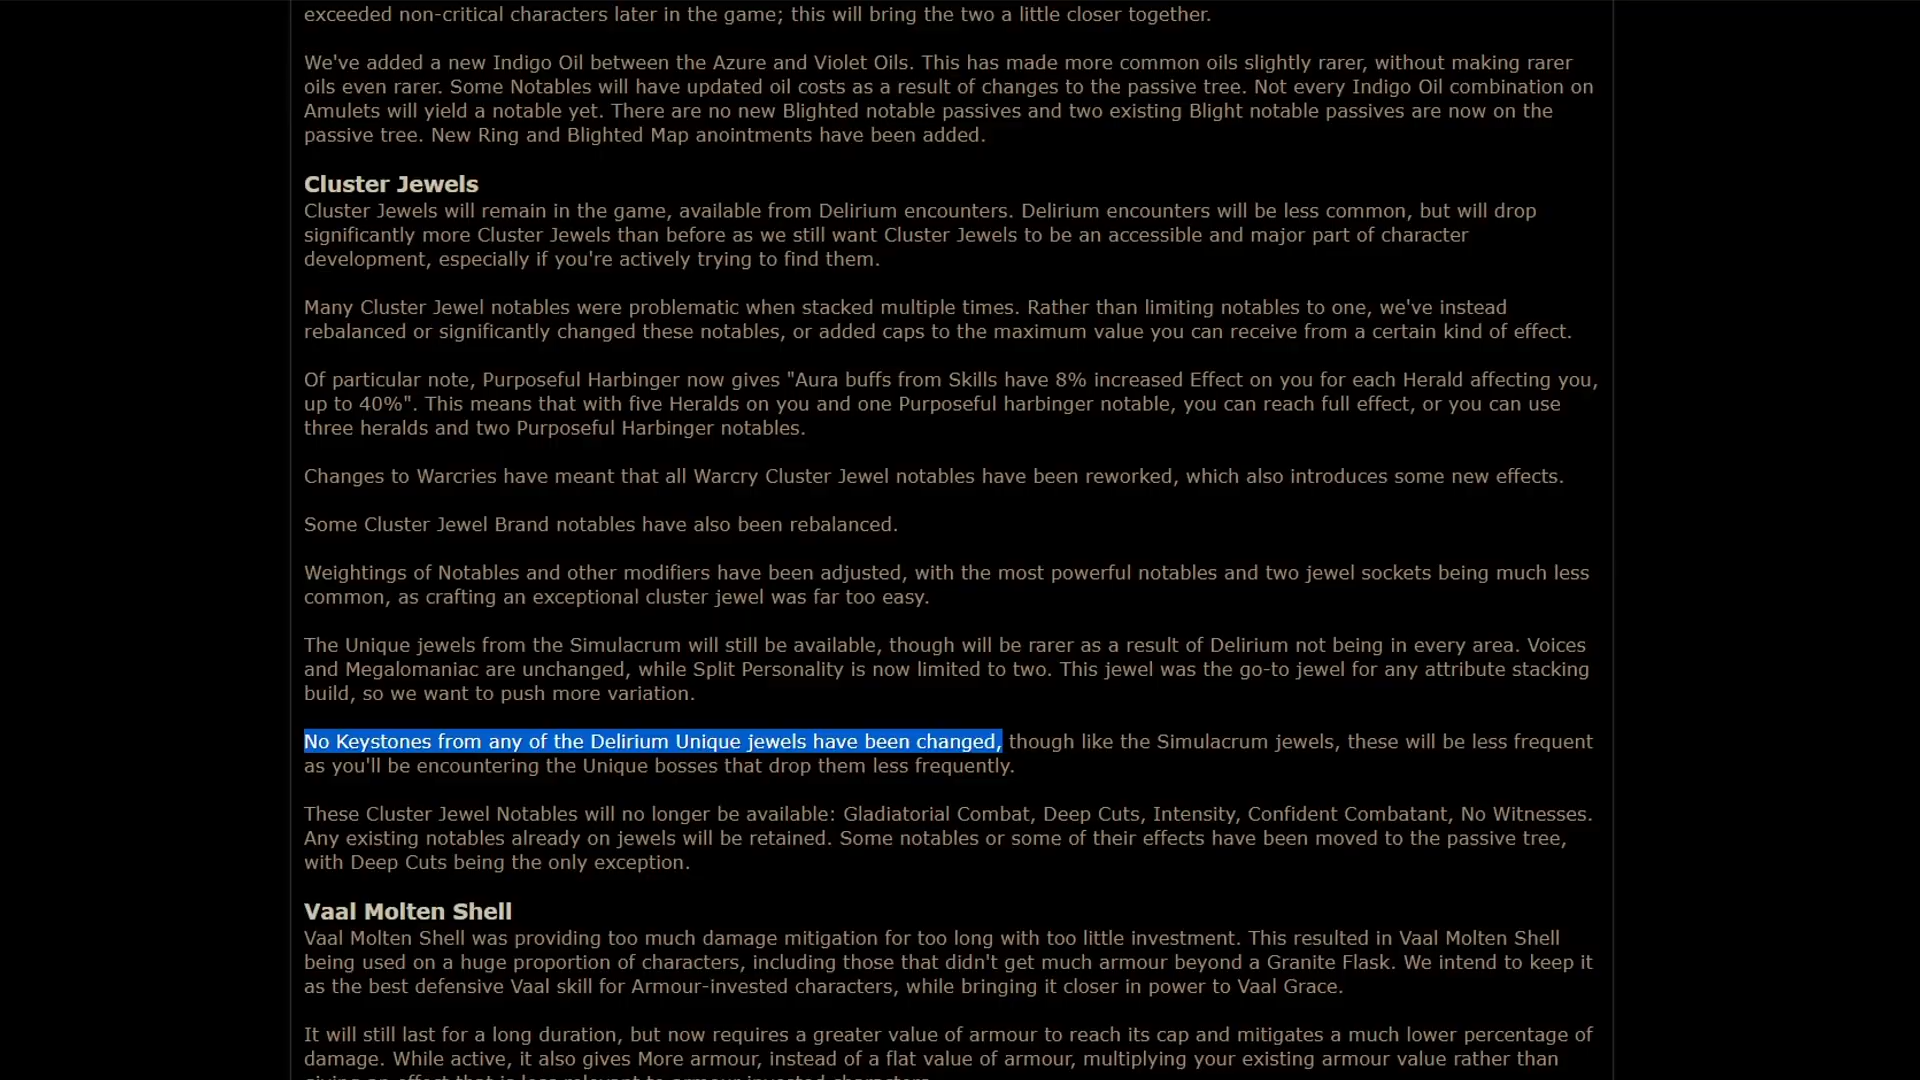 exceeded non-critical characters later in the game; this will bring the two a little closer together.
We've added a new Indigo Oil between the Azure and Violet Oils. This has made more common oils slightly rarer, without making rarer
oils even rarer. Some Notables will have updated oil costs as a result of changes to the passive tree. Not every Indigo Oil combination on
Amulets will yield a notable yet. There are no new Blighted notable passives and two existing Blight notable passives are now on the
passive tree. New Ring and Blighted Map anointments have been added.
Cluster Jewels
Cluster Jewels will remain in the game, available from Delirium encounters. Delirium encounters will be less common, but will drop
significantly more Cluster Jewels than before as we still want Cluster Jewels to be an accessible and major part of character
development, especially if you're actively trying to find them.
Many Cluster Jewel notables were problematic when stacked multiple times. Rather than limiting notables to one, we've instead
rebalanced or significantly changed these notables, or added caps to the maximum value you can receive from a certain kind of effect.
Of particular note, Purposeful Harbinger now gives "Aura buffs from Skills have 8% increased Effect on you for each Herald affecting you,
up to 40%". This means that with five Heralds on you and one Purposeful harbinger notable, you can reach full effect, or you can use
three heralds and two Purposeful Harbinger notables.
Changes to Warcries have meant that all Warcry Cluster Jewel notables have been reworked, which also introduces some new effects.
Some Cluster Jewel Brand notables have also been rebalanced.
Weightings of Notables and other modifiers have been adjusted, with the most powerful notables and two jewel sockets being much less
common, as crafting an exceptional cluster jewel was far too easy.
The Unique jewels from the Simulacrum will still be available, though will be rarer as a result of Delirium not being in every area. Voices
and Megalomaniac are unchanged, while Split Personality is now limited to two. This jewel was the go-to jewel for any attribute stacking
build, so we want to push more variation.
No Keystones from any of the Delirium Unique jewels have been changed, though like the Simulacrum jewels, these will be less frequent
as you'll be encountering the Unique bosses that drop them less frequently.
These Cluster Jewel Notables will no longer be available: Gladiatorial Combat, Deep Cuts, Intensity, Confident Combatant, No Witnesses.
Any existing notables already on jewels will be retained. Some notables or some of their effects have been moved to the passive tree,
with Deep Cuts being the only exception.
Vaal Molten Shell
Vaal Molten Shell was providing too much damage mitigation for too long with too little investment. This resulted in Vaal Molten Shell
being used on a huge proportion of characters, including those that didn't get much armour beyond a Granite Flask. We intend to keep it
as the best defensive Vaal skill for Armour-invested characters, while bringing it closer in power to Vaal Grace.
It will still last for a long duration, but now requires a greater value of armour to reach its cap and mitigates a much lower percentage of
damage. While active, it also gives More armour, instead of a flat value of armour, multiplying your existing armour value rather than